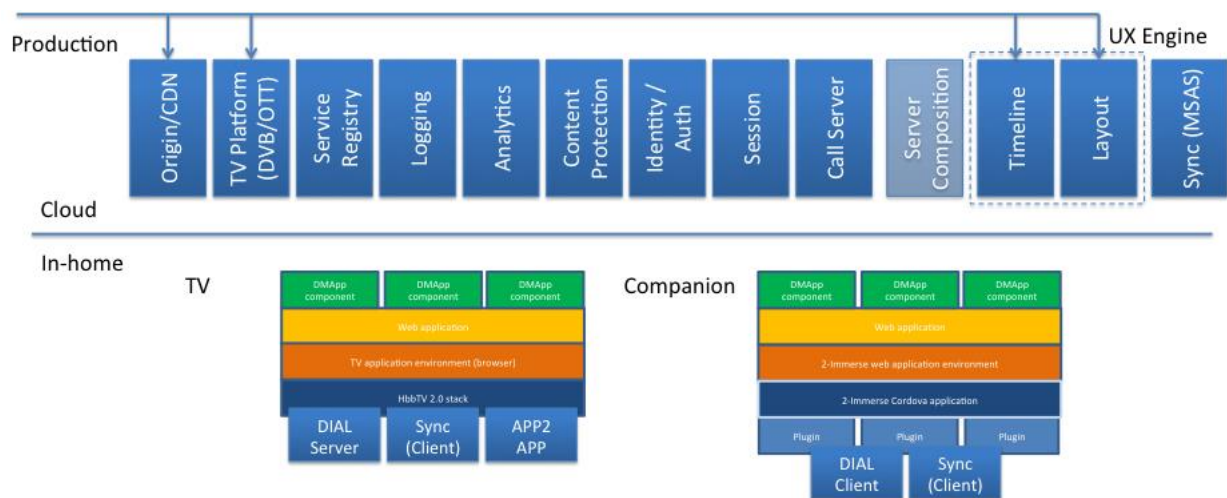 Production
UX Engine
Origin/CDN
TV Platform
(DVB/OTT)
Service
Registry
Logging
Analytics
Content
Protection
Identity /
Auth
Session
Call Server
Server
Composition
Timeline
Layout
Sync (MSAS)
Cloud
In-home
TV
DMApp
component
DMApp
component
DMApp
component
Web application
TV application environment (browser)
HbbTV 2.0 stack
DIAL
Server
Sync
(Client)
APP2
APP
Companion
DMApp
component
DMApp
component
DMApp
component
Web application
2-Immerse web application environment
2-Immerse Cordova application
Plugin
Plugin
Plugin
DIAL
Client
Sync
(Client)